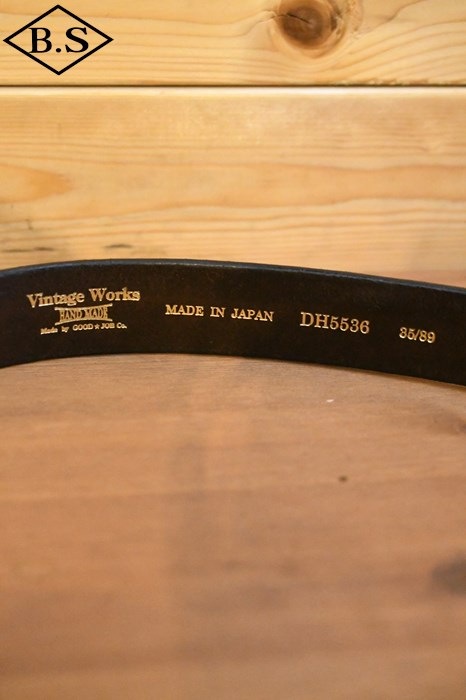 B.S
Vintage Works
HAND MADE
Made by GOOD★JOB Co.
MADE IN JAPAN
DH5536
35/89